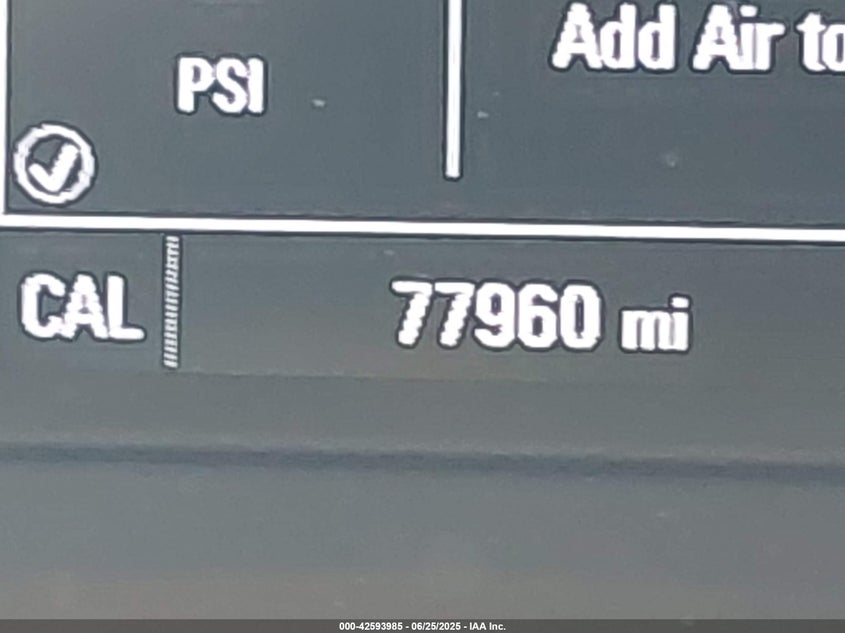 PSI
Add Air to
CAL
77960 mi
000-42593985 - 06/25/2025 - IAA Inc.